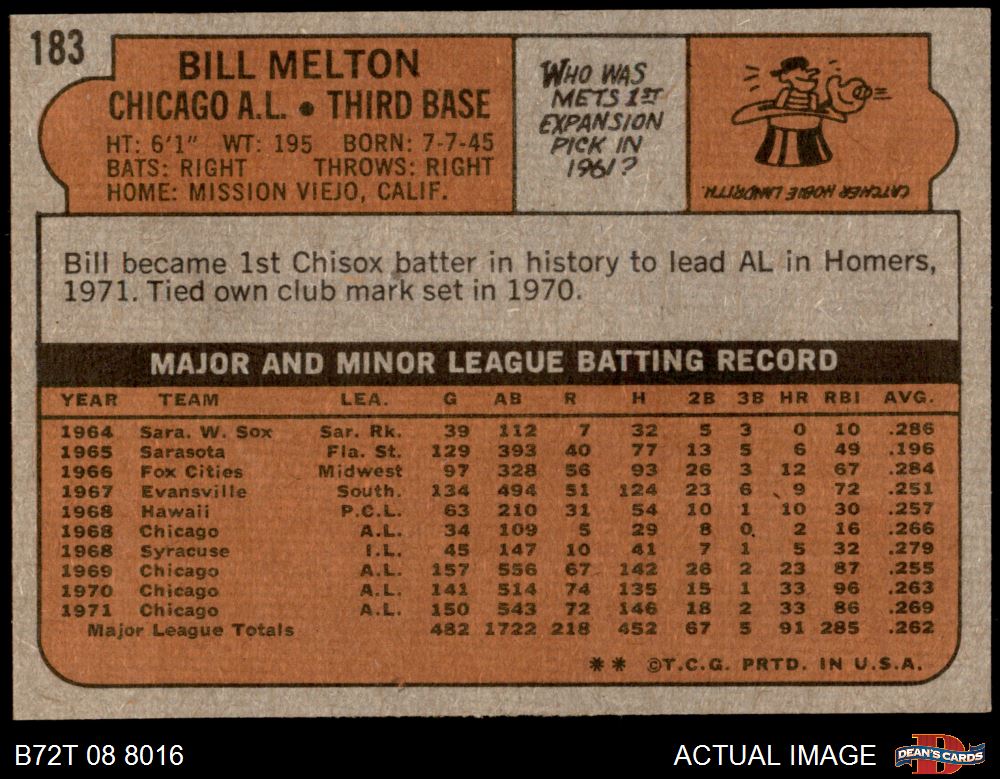 183
BILL MELTON
CHICAGO A.L. • THIRD BASE
HT: 6'1" WT: 195 BORN: 7-7-45
BATS: RIGHT THROWS: RIGHT
HOME: MISSION VIEJO, CALIF.
WHO WAS
METS 1ST
EXPANSION
PICK IN
1961?
CATCHER HOBIE LANDRITH.
Bill became 1st Chisox batter in history to lead AL in Homers,
1971. Tied own club mark set in 1970.
MAJOR AND MINOR LEAGUE BATTING RECORD
YEAR TEAM LEA. G AB R H 2B 3B HR RBI AVG.
1964 Sara. W. Sox Sar. Rk. 39 112 7 32 5 3 0 10 .286
1965 Sarasota Fla. St. 129 393 40 77 13 5 6 49 .196
1966 Fox Cities Midwest 97 328 56 93 26 3 12 67 .284
1967 Evansville South. 134 494 51 124 23 6 9 72 .251
1968 Hawaii P.C.L. 63 210 31 54 10 1 10 30 .257
1968 Chicago A.L. 34 109 5 29 8 0 2 16 .266
1968 Syracuse I.L. 45 147 10 41 7 1 5 32 .279
1969 Chicago A.L. 157 556 67 142 26 2 23 87 .255
1970 Chicago A.L. 141 514 74 135 15 1 33 96 .263
1971 Chicago A.L. 150 543 72 146 18 2 33 86 .269
Major League Totals 482 1722 218 452 67 5 91 285 .262
** ©T.C.G. PRTD. IN U.S.A.
B72T 08 8016
ACTUAL IMAGE
DEAN'S CARDS